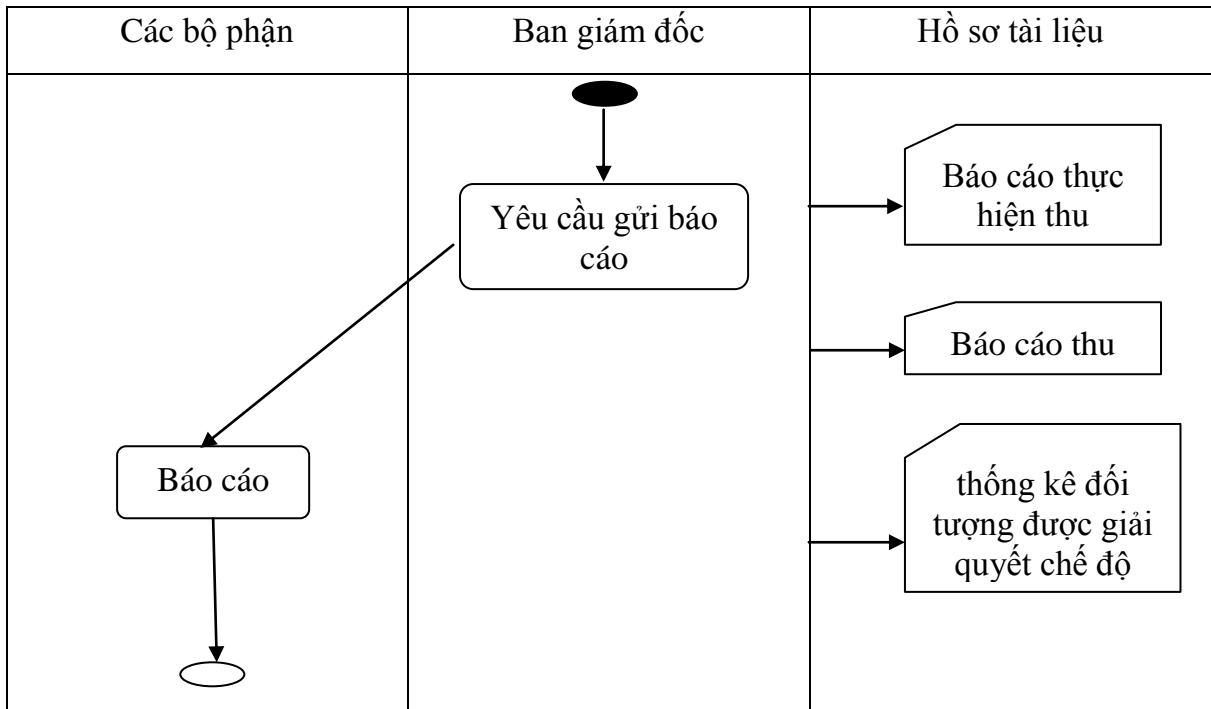 Các bộ phận
Ban giám đốc
Hồ sơ tài liệu
Yêu cầu gửi báo
cáo
Báo cáo
Báo cáo thực
hiện thu
Báo cáo thu
thống kê đối
tượng được giải
quyết chế độ